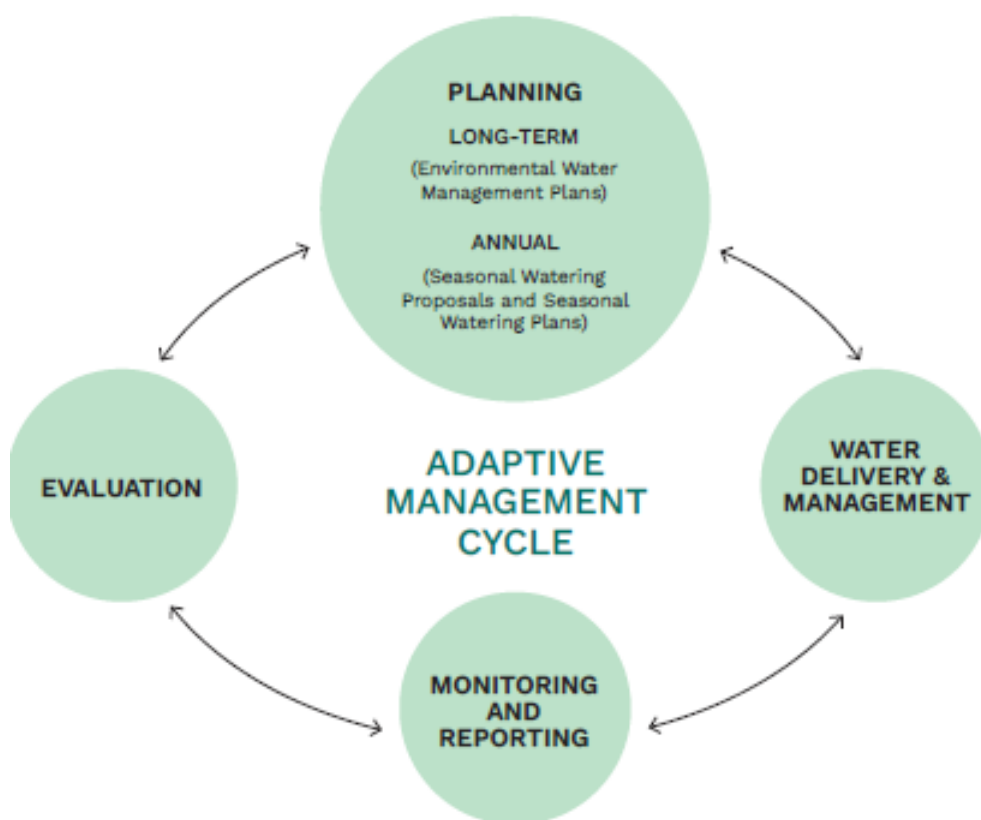 PLANNING
LONG-TERM
(Environmental Water
Management Plans)
ANNUAL
(Seasonal Watering
Proposals and Seasonal
Watering Plans)
EVALUATION
ADAPTIVE
MANAGEMENT
CYCLE
WATER
DELIVERY &
MANAGEMENT
MONITORING
AND
REPORTING